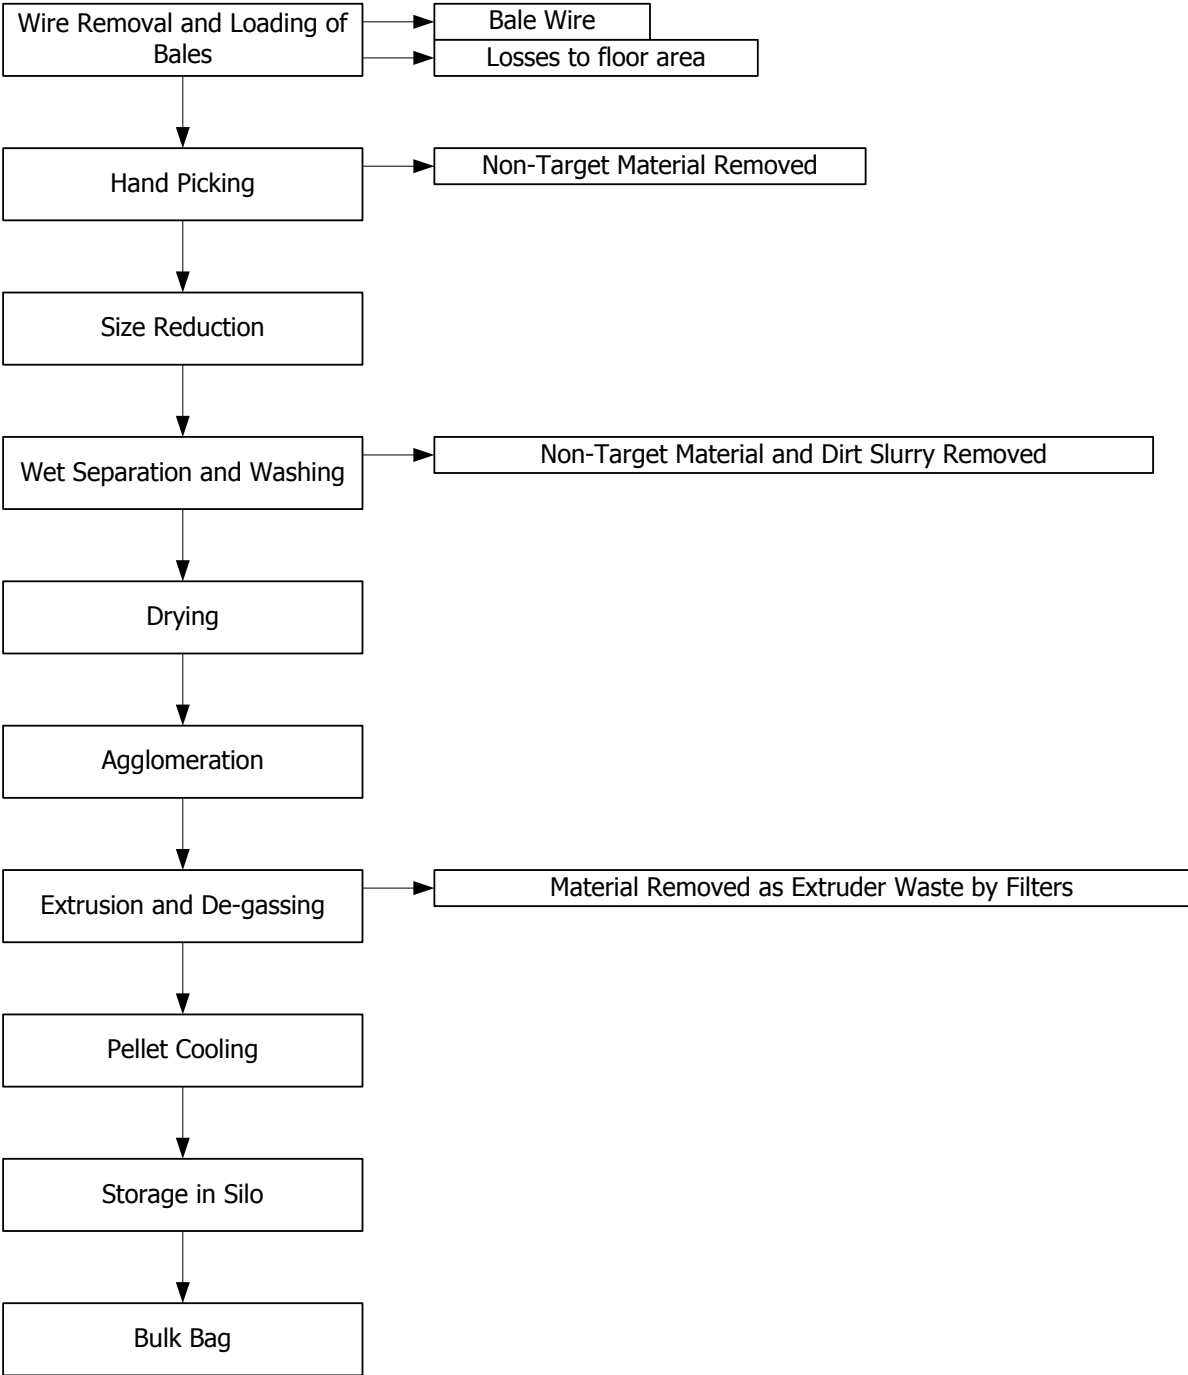 Wire Removal and Loading of
Bales
Bale Wire
Losses to floor area
Hand Picking
Non-Target Material Removed
Size Reduction
Wet Separation and Washing
Non-Target Material and Dirt Slurry Removed
Drying
Agglomeration
Extrusion and De-gassing
Material Removed as Extruder Waste by Filters
Pellet Cooling
Storage in Silo
Bulk Bag